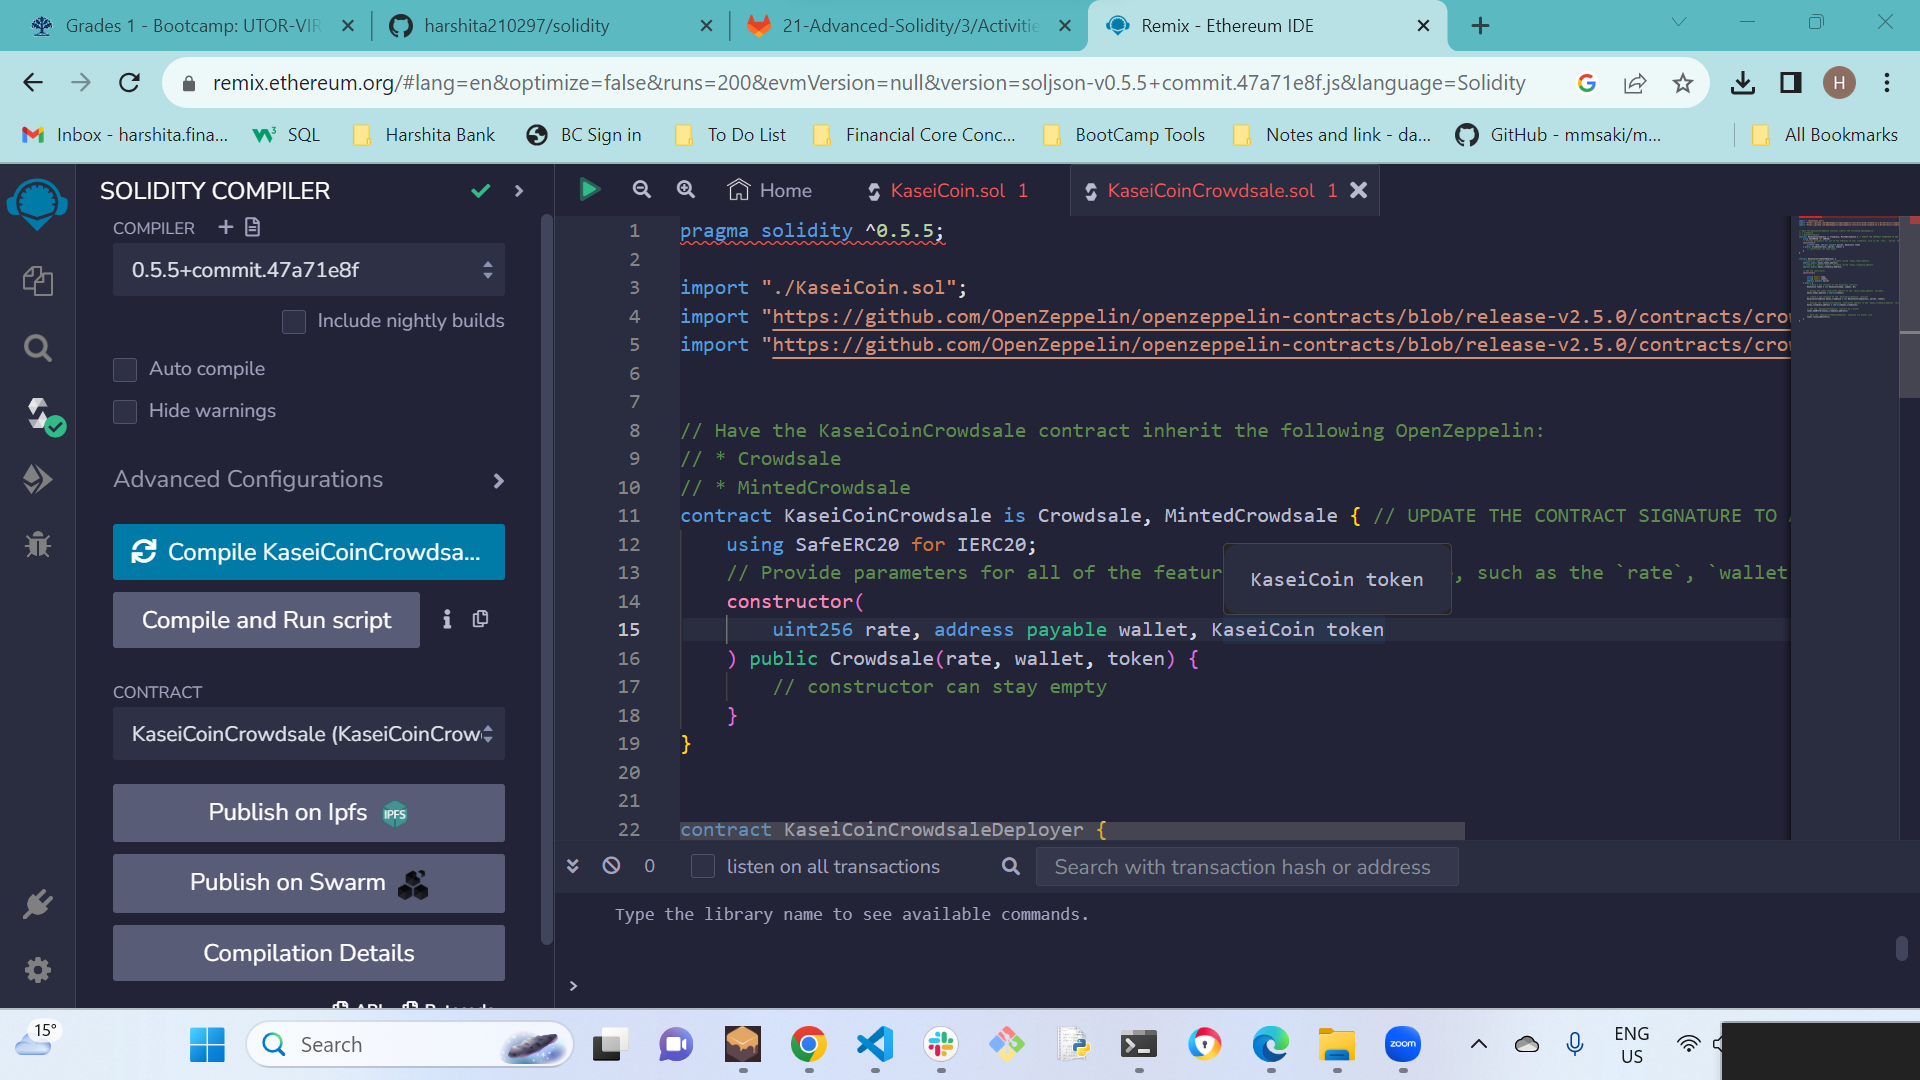 Grades 1 - Bootcamp: UTOR-VIR
harshita210297/solidity
21-Advanced-Solidity/3/Activitie
Remix - Ethereum IDE
remix.ethereum.org/#lang=en&optimize=false&runs=200&evmVersion=null&version=soljson-v0.5.5+commit.47a71e8f.js&language=Solidity
H
Inbox - harshita.fina...
SQL
Harshita Bank
BC Sign in
To Do List
Financial Core Conc...
BootCamp Tools
Notes and link - da...
GitHub - mmsaki/m...
All Bookmarks
SOLIDITY COMPILER
COMPILER
0.5.5+commit.47a71e8f
Include nightly builds
Auto compile
Hide warnings
Advanced Configurations
Compile KaseiCoinCrowdsa...
Compile and Run script
CONTRACT
KaseiCoinCrowdsale (KaseiCoinCrow
Publish on Ipfs IPFS
Publish on Swarm
Compilation Details
Home
KaseiCoin.sol 1
KaseiCoinCrowdsale.sol 1
1 pragma solidity ^0.5.5;
2
3 import "./KaseiCoin.sol";
4 import "https://github.com/OpenZeppelin/openzeppelin-contracts/blob/release-v2.5.0/contracts/crow
5 import "https://github.com/OpenZeppelin/openzeppelin-contracts/blob/release-v2.5.0/contracts/crow
6
7
8 // Have the KaseiCoinCrowdsale contract inherit the following OpenZeppelin:
9 // * Crowdsale
10 // * MintedCrowdsale
11 contract KaseiCoinCrowdsale is Crowdsale, MintedCrowdsale { // UPDATE THE CONTRACT SIGNATURE TO
12 using SafeERC20 for IERC20;
13 // Provide parameters for all of the featur , such as the `rate`, `wallet
KaseiCoin token
14 constructor(
15 uint256 rate, address payable wallet, KaseiCoin token
16 ) public Crowdsale(rate, wallet, token) {
17 // constructor can stay empty
18 }
19 }
20
21
22 contract KaseiCoinCrowdsaleDeployer {
0
listen on all transactions
Search with transaction hash or address
Type the library name to see available commands.
>
15°
Search
zoom
ENG
US